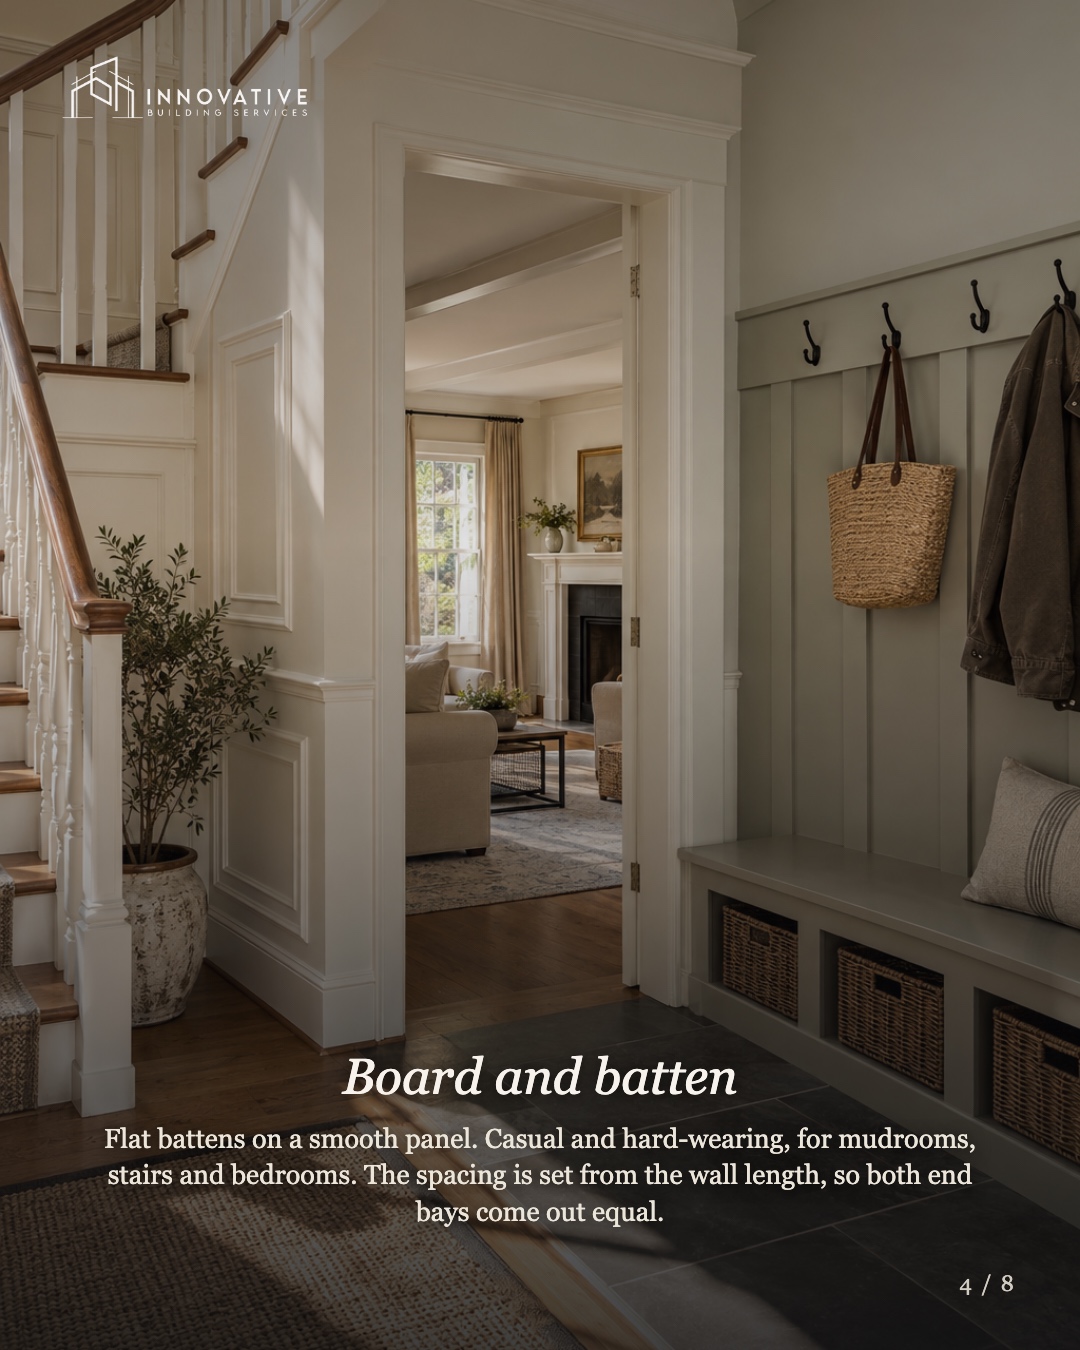 INNOVATIVE
BUILDING SERVICES
Board and batten
Flat battens on a smooth panel. Casual and hard-wearing, for mudrooms,
stairs and bedrooms. The spacing is set from the wall length, so both end
bays come out equal.
4 / 8